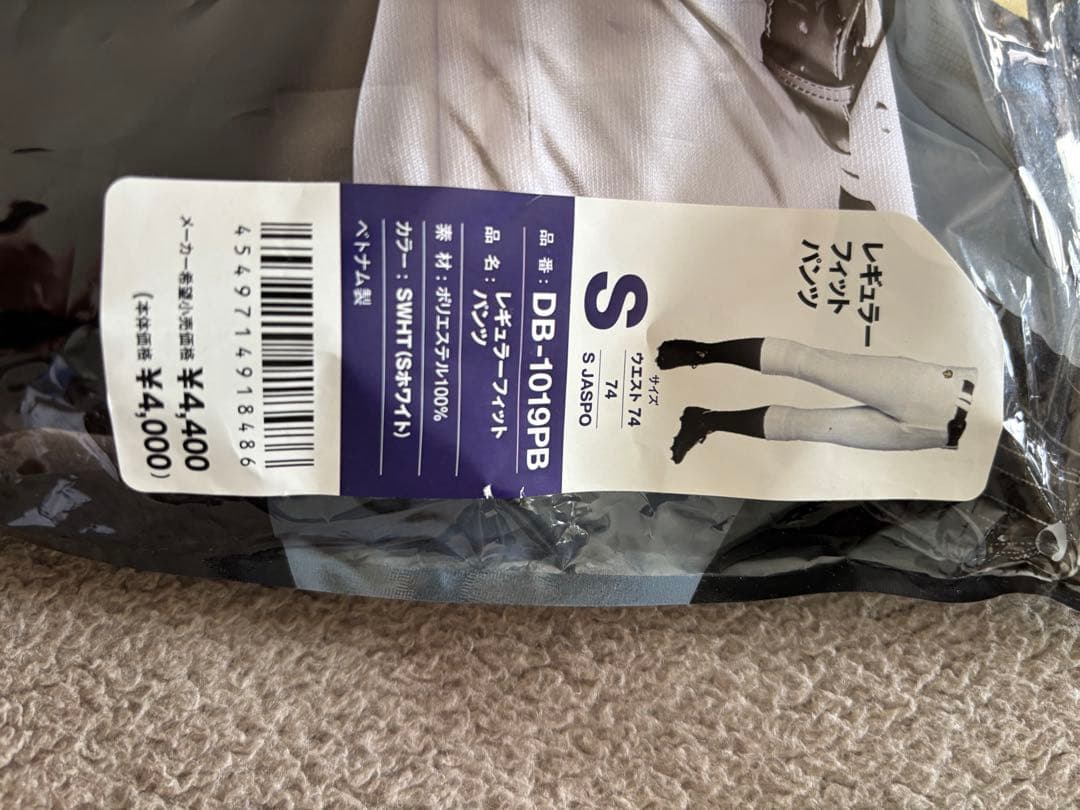 レギュラー
フィット
パンツ
S
サイズ
ウエスト 74
74
S JASPO
品 番 : DB-1019PB
品 名 : レギュラーフィット
パンツ
素 材 : ポリエステル100%
カラー : SWHT (Sホワイト)
ベトナム製
4549714918486
メーカー希望小売価格 ¥4,400
(本体価格 ¥4,000)